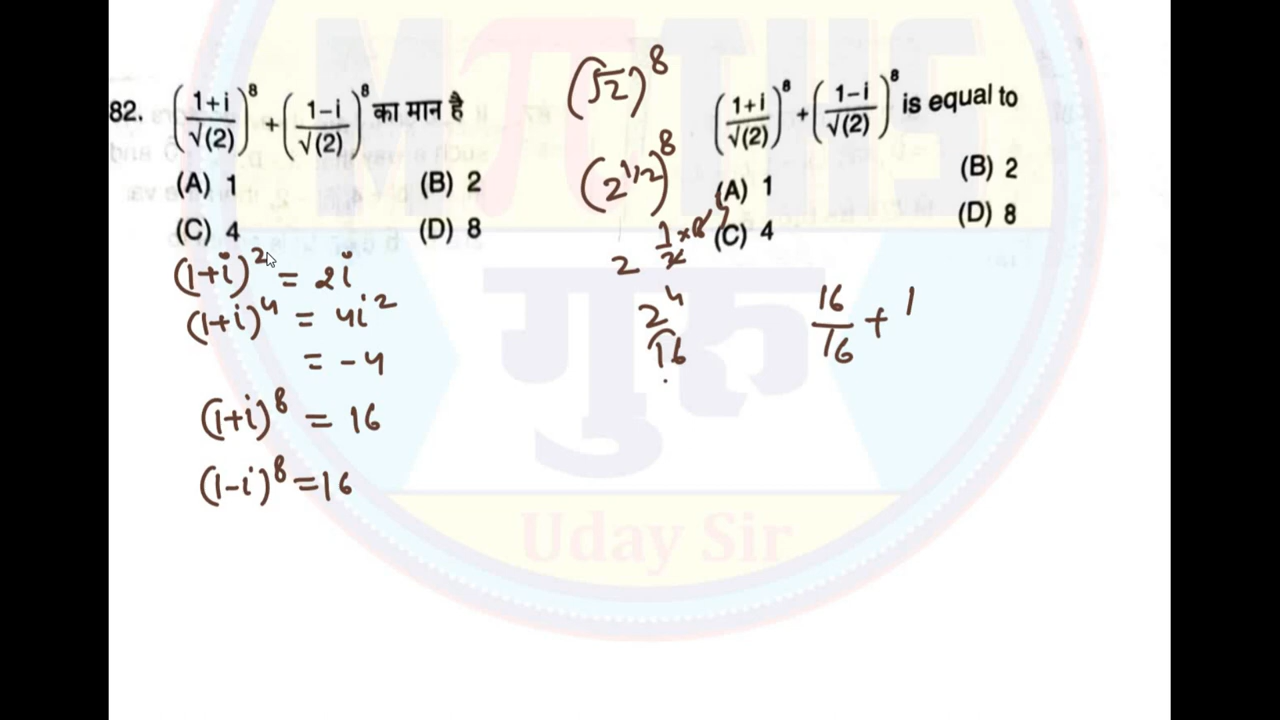 MATHS
82. ((1+i)/√(2))^8 + ((1−i)/√(2))^8 का मान है
(A) 1 (B) 2
(C) 4 (D) 8
((1+i)/√(2))^8 + ((1−i)/√(2))^8 is equal to
(A) 1 (B) 2
(C) 4 (D) 8
(1+i)^2 = 2i
(1+i)^4 = 4i^2
= -4
(1+i)^8 = 16
(1-i)^8 = 16
(√2)^8
(2^1/2)^8
2^(1/2 × 8)
2^4
16
16/16 + 1
गुरु
Uday Sir